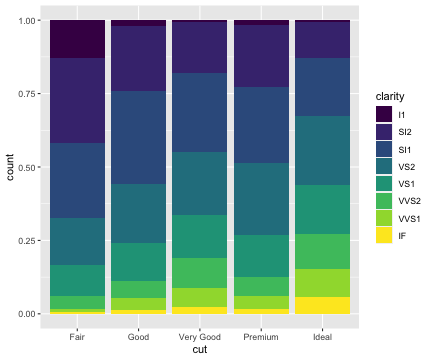 1.00
0.75
0.50
0.25
0.00
count
Fair
Good
Very Good
Premium
Ideal
cut
clarity
I1
SI2
SI1
VS2
VS1
VVS2
VVS1
IF